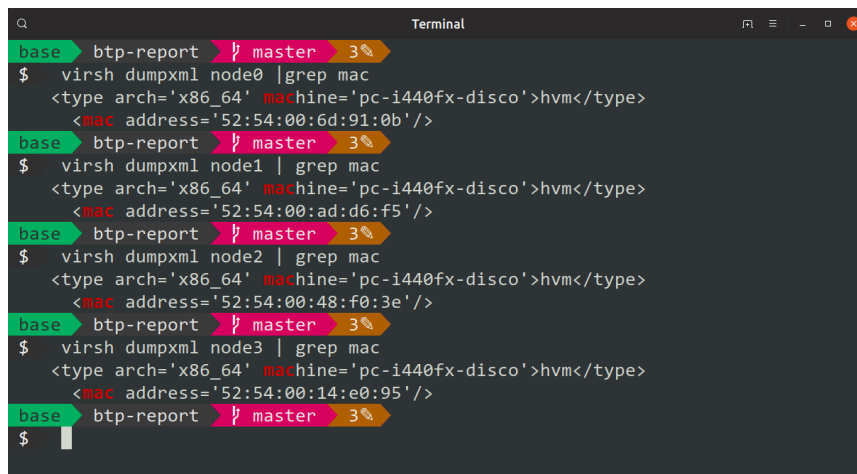 Terminal
base btp-report master 3✎
$ virsh dumpxml node0 |grep mac
<type arch='x86_64' machine='pc-i440fx-disco'>hvm</type>
<mac address='52:54:00:6d:91:0b'/>
base btp-report master 3✎
$ virsh dumpxml node1 | grep mac
<type arch='x86_64' machine='pc-i440fx-disco'>hvm</type>
<mac address='52:54:00:ad:d6:f5'/>
base btp-report master 3✎
$ virsh dumpxml node2 | grep mac
<type arch='x86_64' machine='pc-i440fx-disco'>hvm</type>
<mac address='52:54:00:48:f0:3e'/>
base btp-report master 3✎
$ virsh dumpxml node3 | grep mac
<type arch='x86_64' machine='pc-i440fx-disco'>hvm</type>
<mac address='52:54:00:14:e0:95'/>
base btp-report master 3✎
$